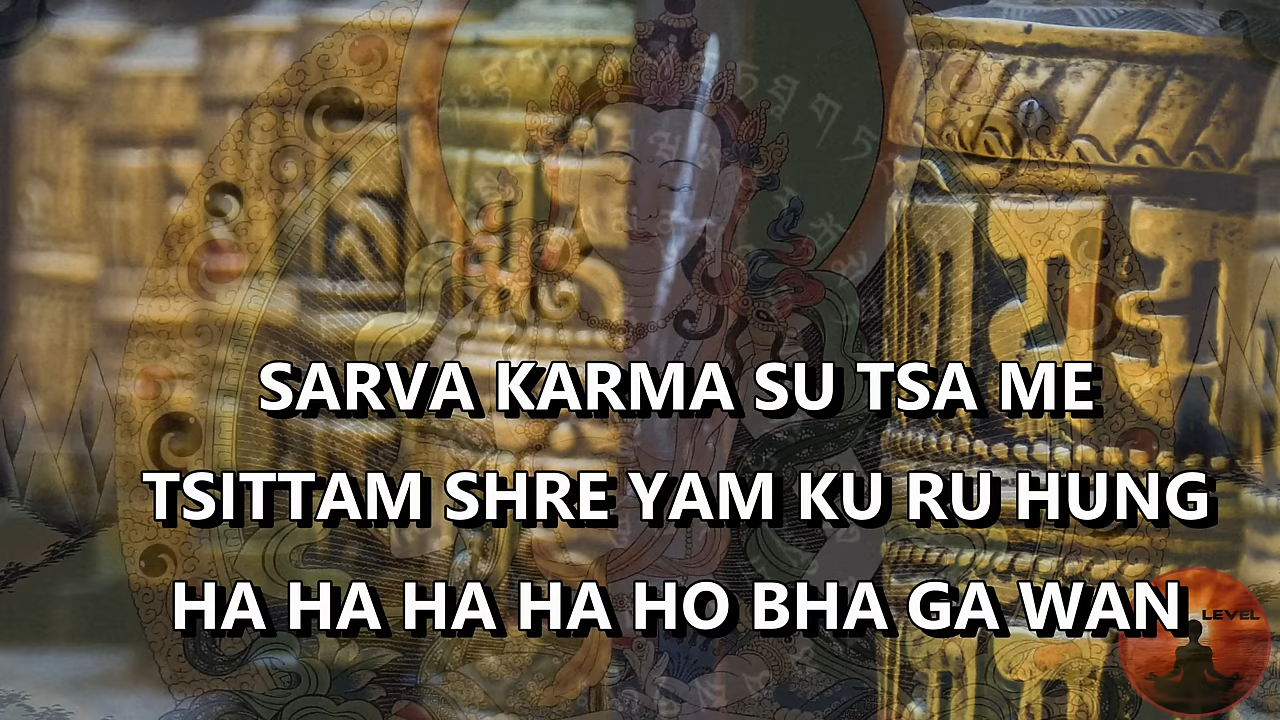 SARVA KARMA SU TSA ME
TSITTAM SHRE YAM KU RU HUNG
HA HA HA HA HO BHA GA WAN
LEVEL